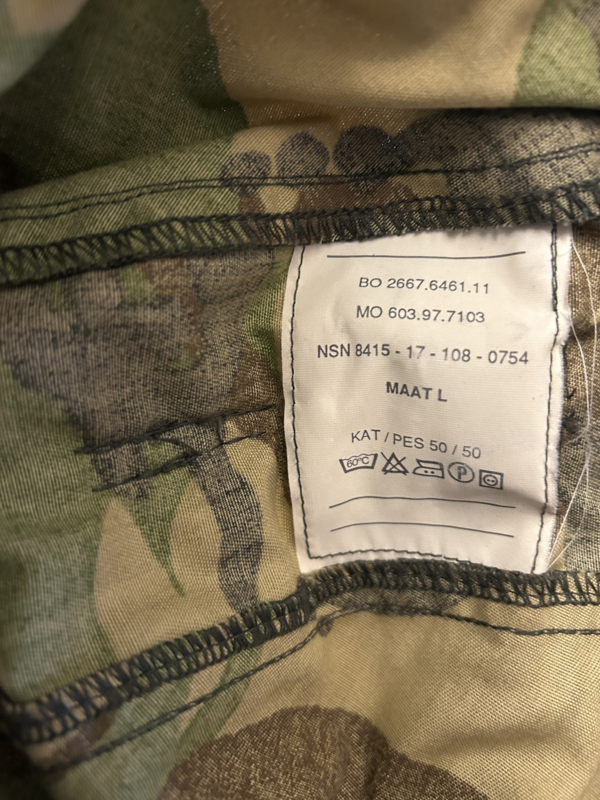 BO 2667.6461.11
MO 603.97.7103
NSN 8415 - 17 - 108 - 0754
MAAT L
KAT / PES 50 / 50
60°C P